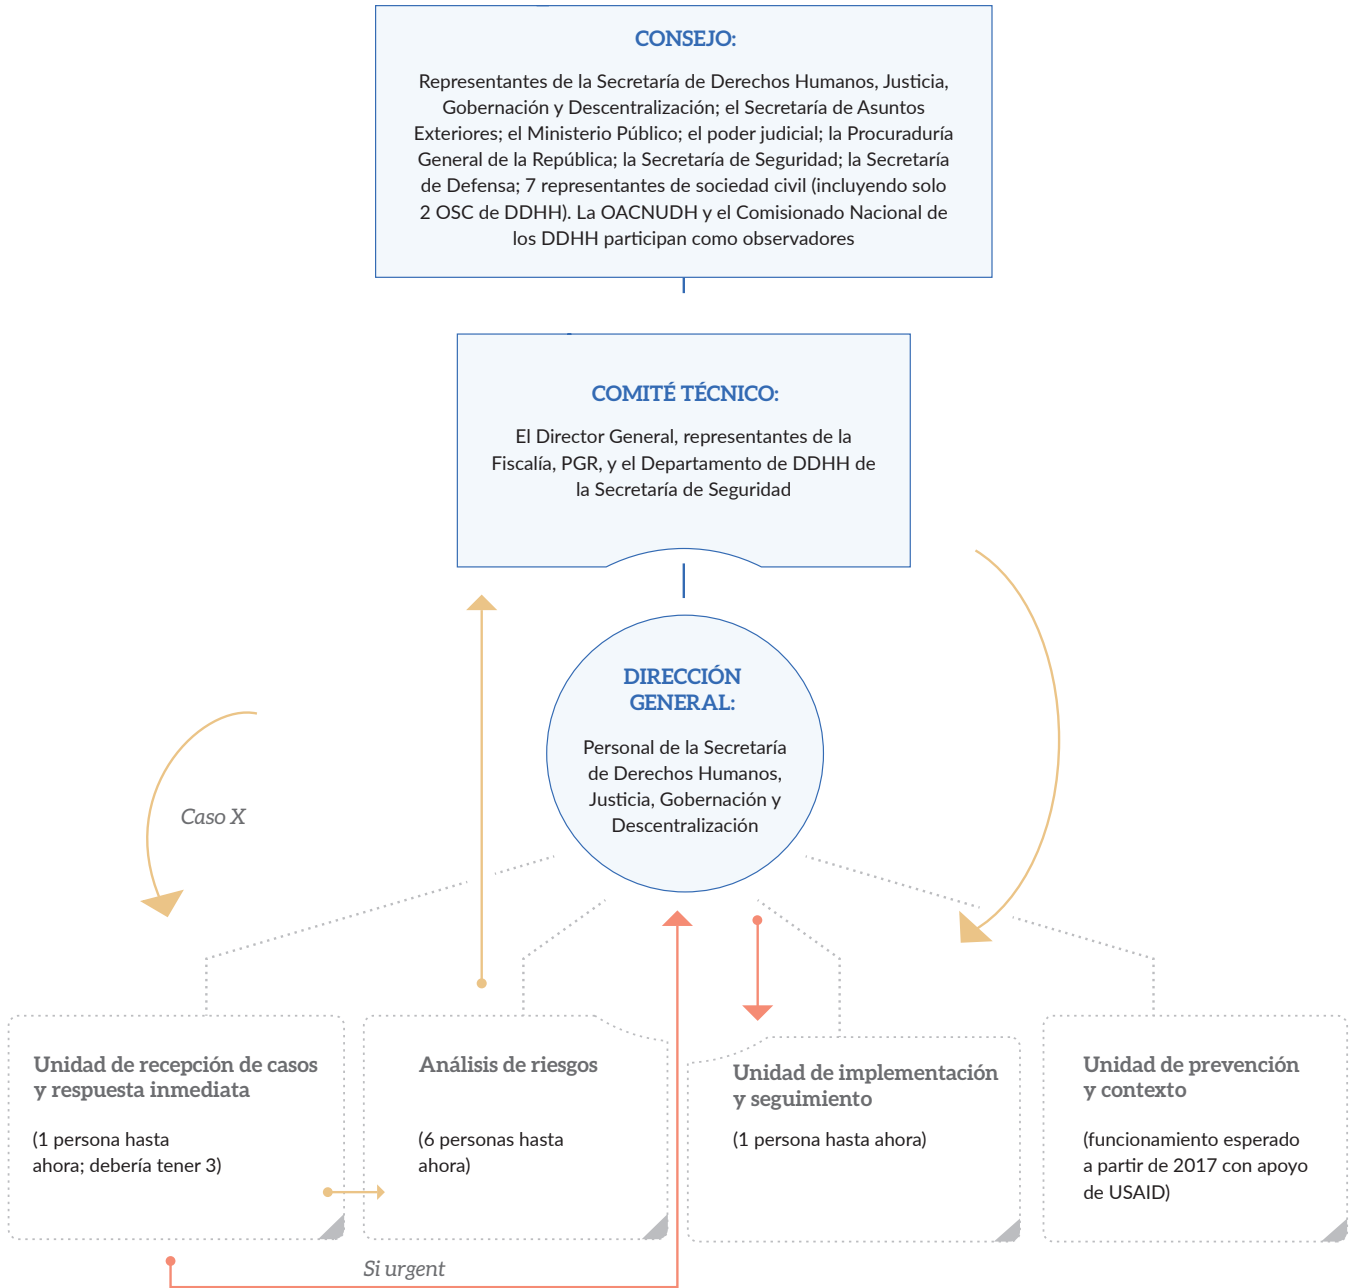 CONSEJO:
Representantes de la Secretaría de Derechos Humanos, Justicia,
Gobernación y Descentralización; el Secretaría de Asuntos
Exteriores; el Ministerio Público; el poder judicial; la Procuraduría
General de la República; la Secretaría de Seguridad; la Secretaría
de Defensa; 7 representantes de sociedad civil (incluyendo solo
2 OSC de DDHH). La OACNUDH y el Comisionado Nacional de
los DDHH participan como observadores
COMITÉ TÉCNICO:
El Director General, representantes de la
Fiscalía, PGR, y el Departamento de DDHH de
la Secretaría de Seguridad
DIRECCIÓN
GENERAL:
Personal de la Secretaría
de Derechos Humanos,
Justicia, Gobernación y
Descentralización
Caso X
Unidad de recepción de casos
y respuesta inmediata
(1 persona hasta
ahora; debería tener 3)
Análisis de riesgos
(6 personas hasta
ahora)
Unidad de implementación
y seguimiento
(1 persona hasta ahora)
Unidad de prevención
y contexto
(funcionamiento esperado
a partir de 2017 con apoyo
de USAID)
Si urgent